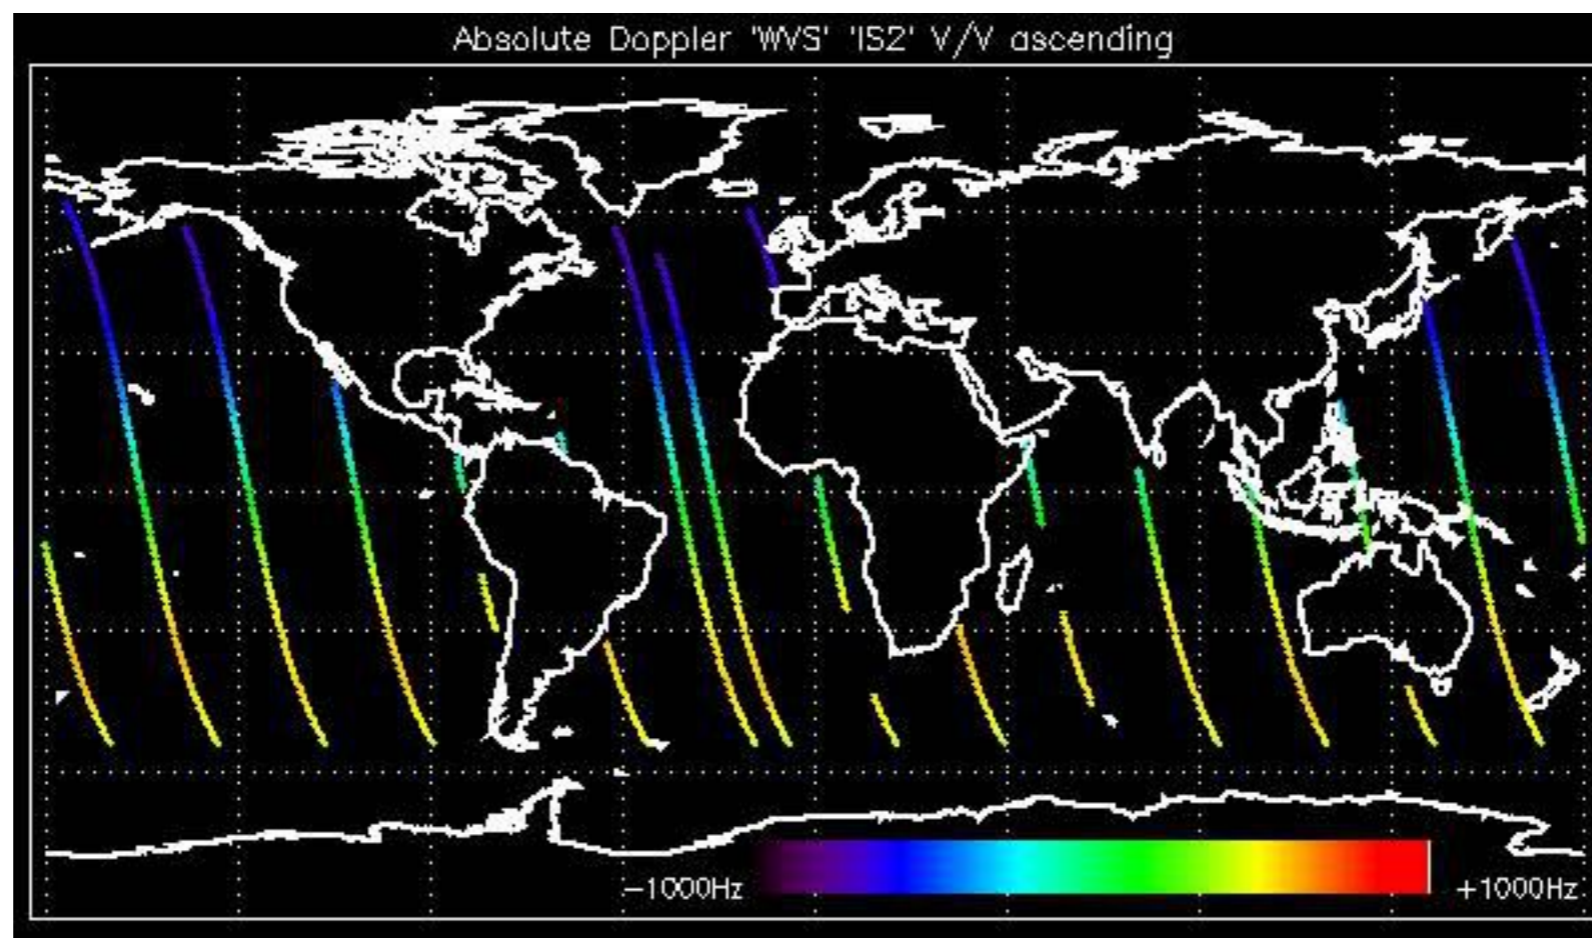 Absolute Doppler 'WVS' 'IS2' V/V ascending
−1000Hz +1000Hz